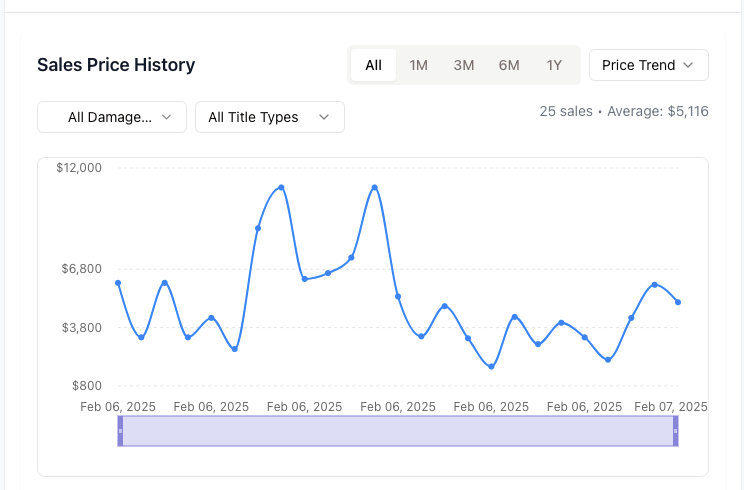 Sales Price History
All 1M 3M 6M 1Y
Price Trend
All Damage...
All Title Types
25 sales • Average: $5,116
$12,000
$6,800
$3,800
$800
Feb 06, 2025 Feb 06, 2025 Feb 06, 2025 Feb 06, 2025 Feb 06, 2025 Feb 06, 2025 Feb 07, 2025